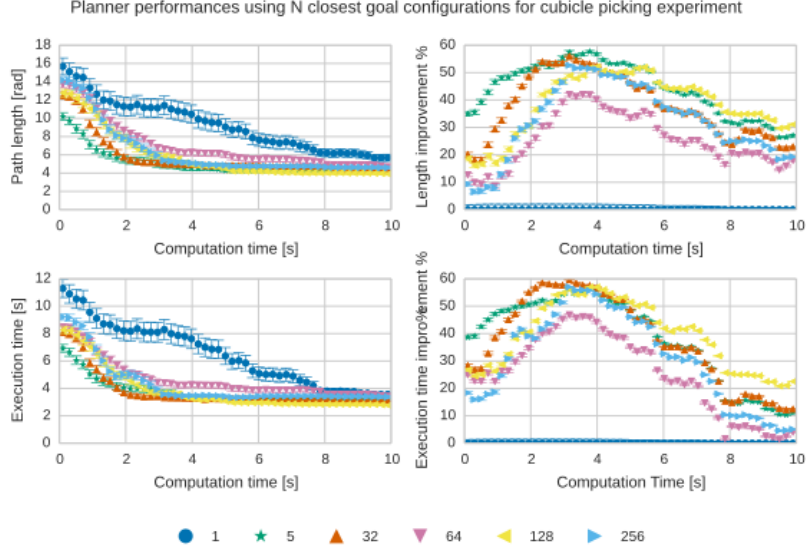 Planner performances using N closest goal configurations for cubicle picking experiment
Path length [rad]
18
16
14
12
10
8
6
4
2
0
0 2 4 6 8 10
Computation time [s]
Length improvement %
60
50
40
30
20
10
0
0 2 4 6 8 10
Computation time [s]
Execution time [s]
12
10
8
6
4
2
0
0 2 4 6 8 10
Computation time [s]
Execution time improvement %
60
50
40
30
20
10
0
0 2 4 6 8 10
Computation Time [s]
1 5 32 64 128 256